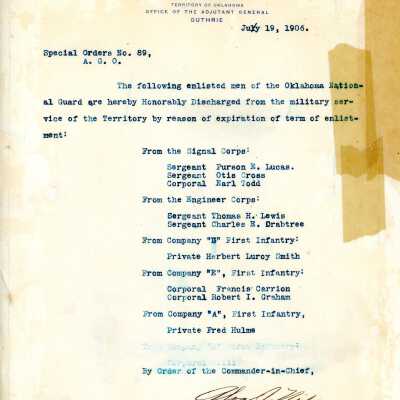 TERRITORY OF OKLAHOMA
OFFICE OF THE ADJUTANT GENERAL
GUTHRIE
July 19, 1906.
Special Orders No. 89,
A. G. O.
The following enlisted men of the Oklahoma Nation-
al Guard are hereby Honorably Discharged from the military ser-
vice of the Territory by reason of expiration of term of enlist-
ment:
From the Signal Corps:
Sergeant Purson E. Lucas.
Sergeant Otis Cross
Corporal Earl Todd
From the Engineer Corps:
Sergeant Thomas H. Lewis
Sergeant Charles E. Drabtree
From Company "B" First Infantry:
Private Herbert Luroy Smith
From Company "E", First Infantry:
Corporal Francis Carrion
Corporal Robert I. Graham
From Company "A", First Infantry,
Private Fred Hulme
By Order of the Commander-in-Chief,